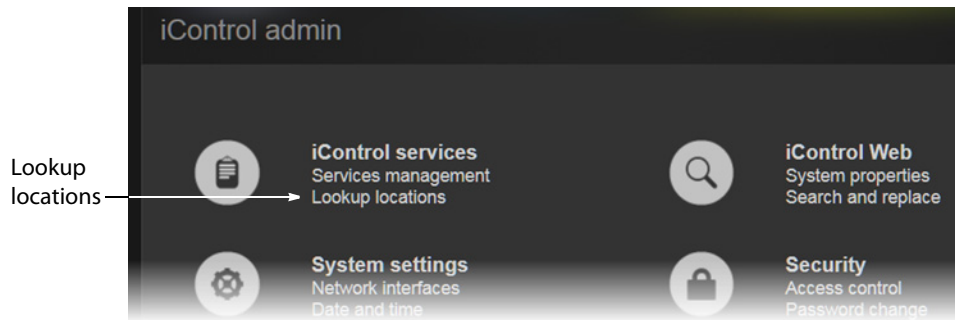 iControl admin
Lookup
locations
iControl services
Services management
Lookup locations
iControl Web
System properties
Search and replace
System settings
Network interfaces
Date and time
Security
Access control
Password change